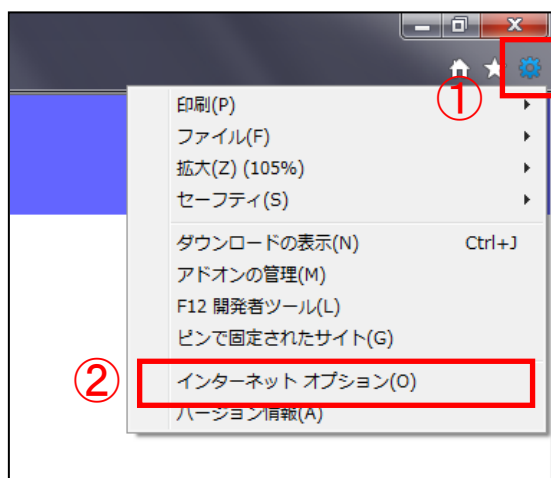 ①
印刷(P)
ファイル(F)
拡大(Z) (105%)
セーフティ(S)
ダウンロードの表示(N) Ctrl+J
アドオンの管理(M)
F12 開発者ツール(L)
ピンで固定されたサイト(G)
② インターネット オプション(O)
バージョン情報(A)